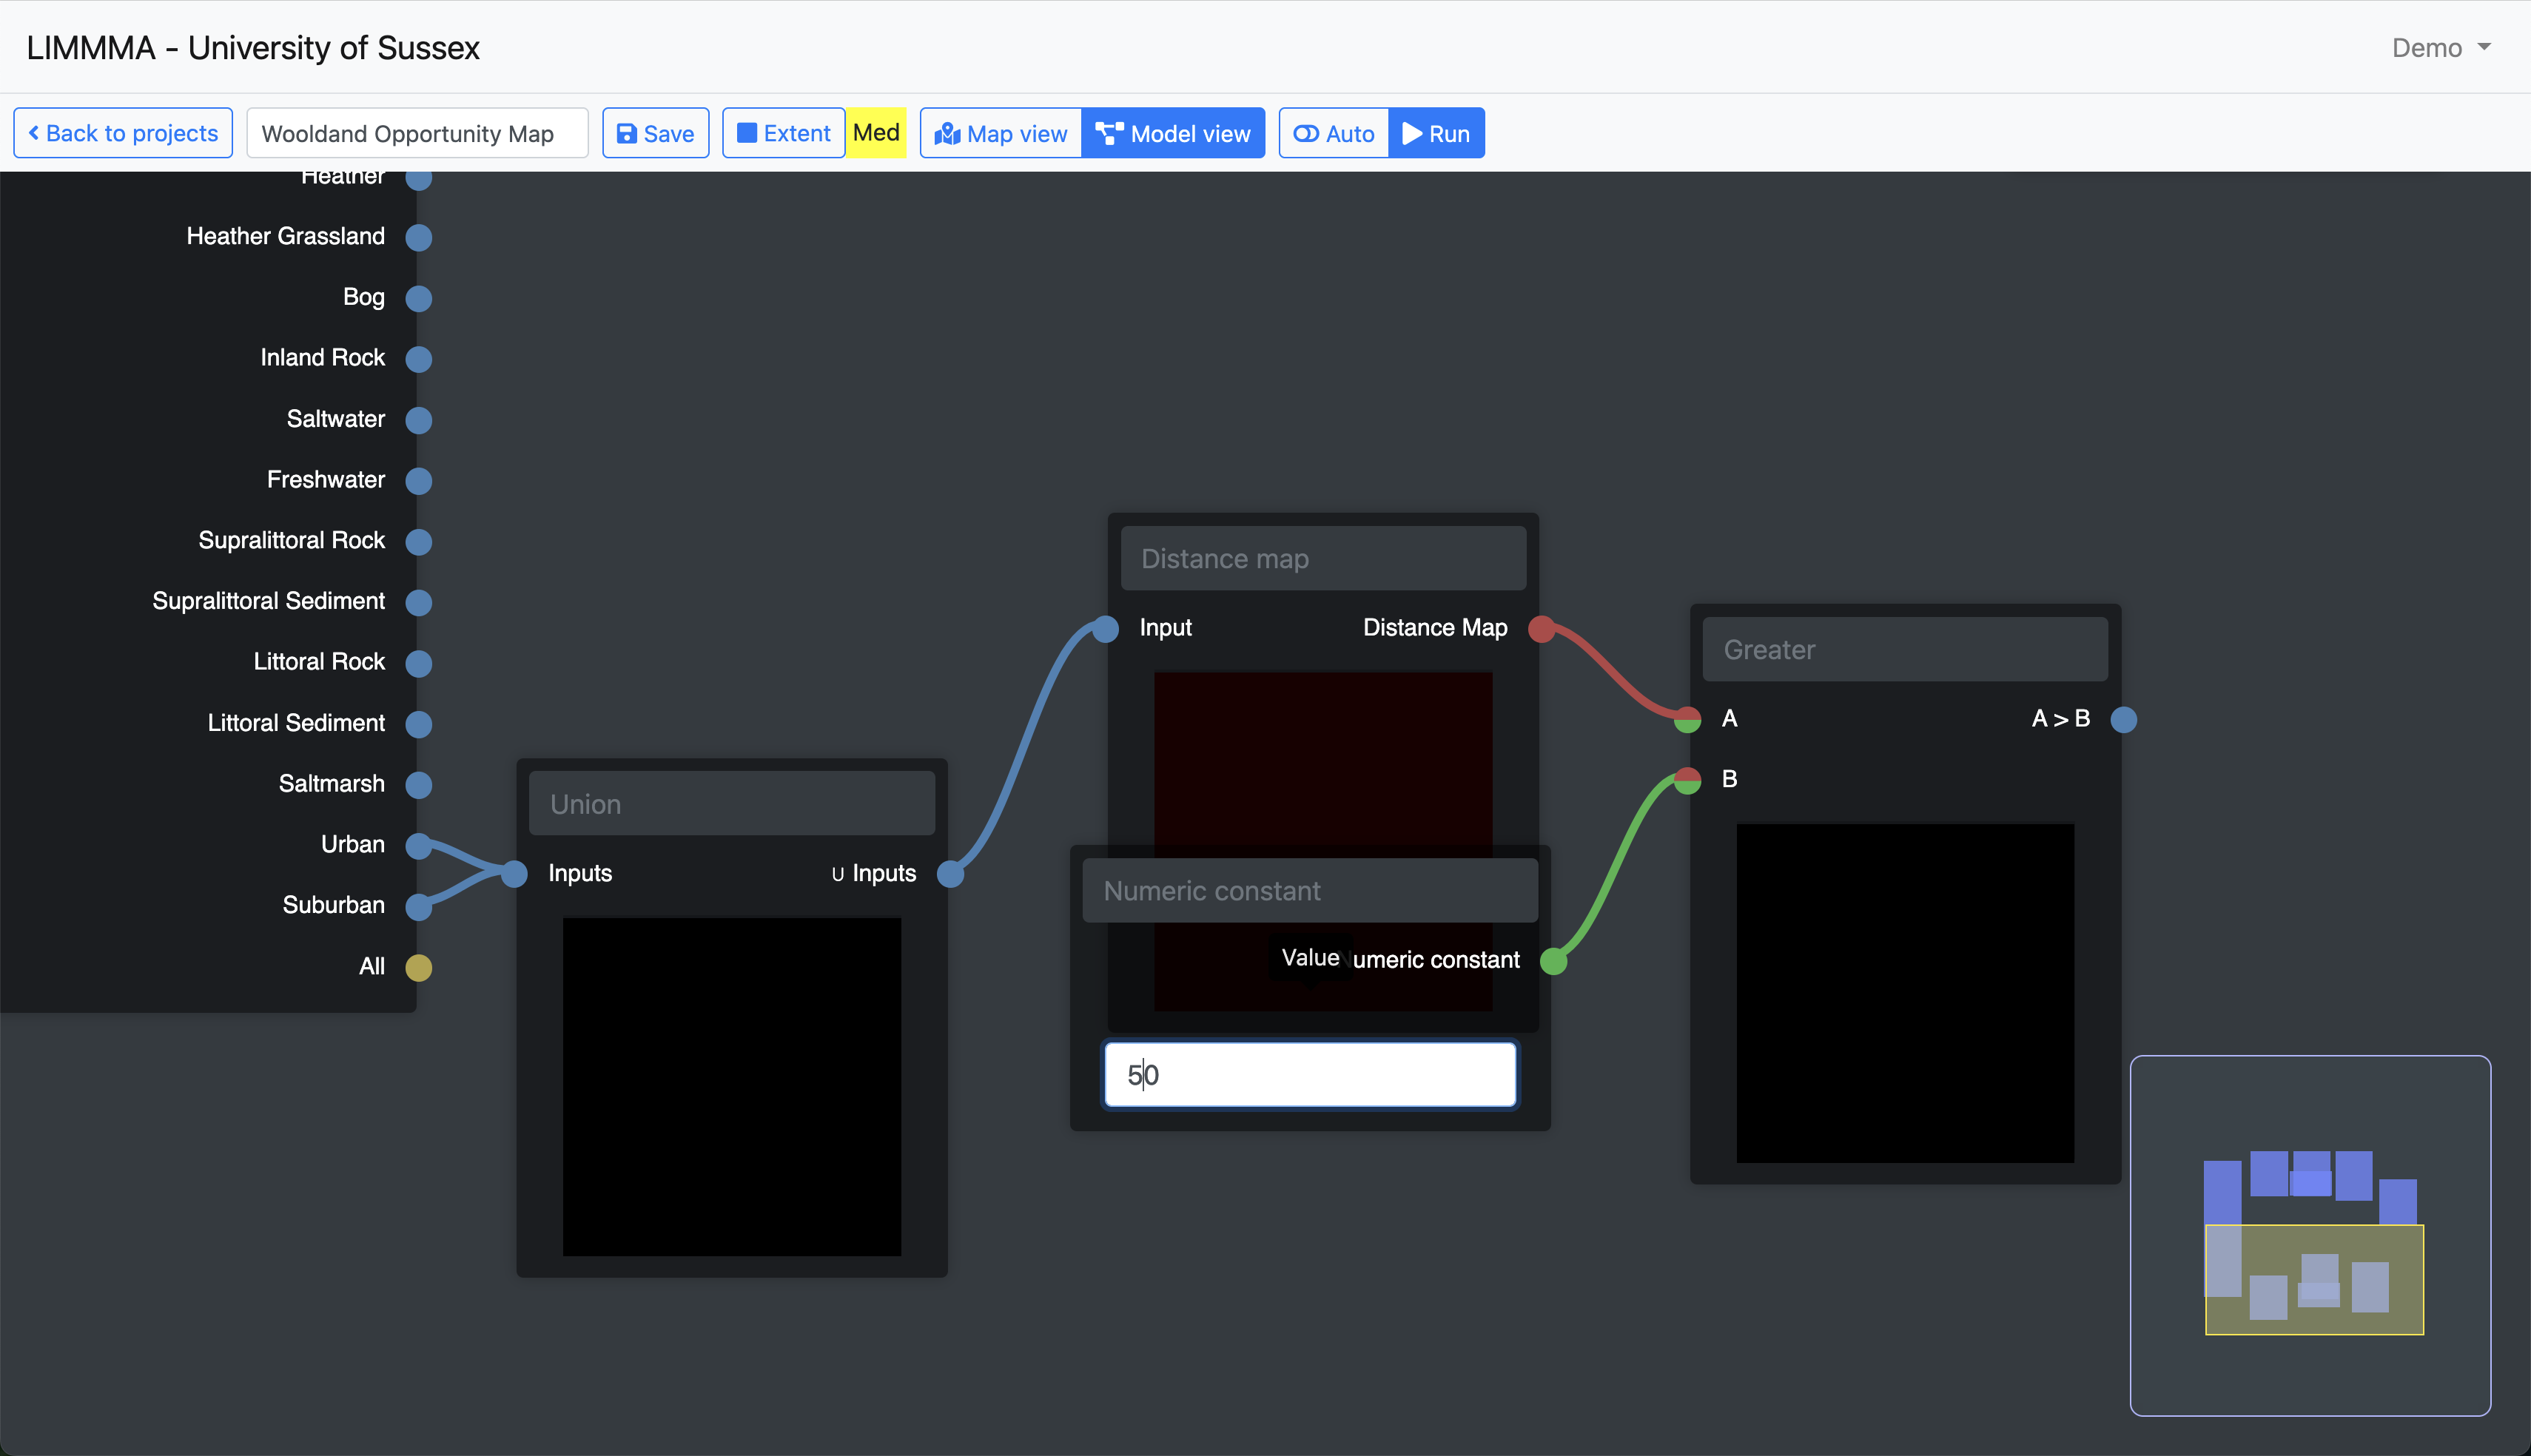 LIMMMA - University of Sussex
Demo
Back to projects
Wooldand Opportunity Map
Save
Extent
Med
Map view
Model view
Auto
Run
Heather
Heather Grassland
Bog
Inland Rock
Saltwater
Freshwater
Supralittoral Rock
Supralittoral Sediment
Littoral Rock
Littoral Sediment
Saltmarsh
Urban
Suburban
All
Union
Inputs
∪ Inputs
Distance map
Input
Distance Map
Numeric constant
Value
Numeric constant
50
Greater
A
A > B
B